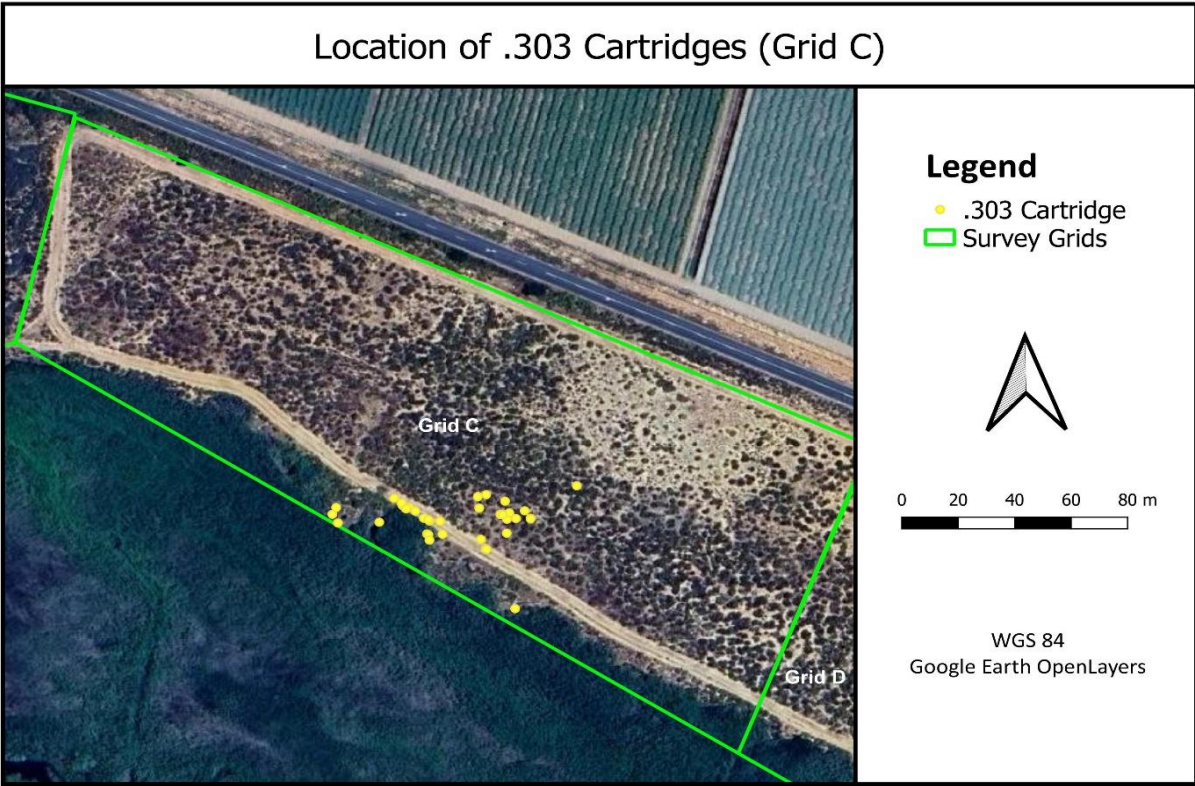 Location of .303 Cartridges (Grid C)
Grid C
Grid D
Legend
.303 Cartridge
Survey Grids
0 20 40 60 80 m
WGS 84
Google Earth OpenLayers